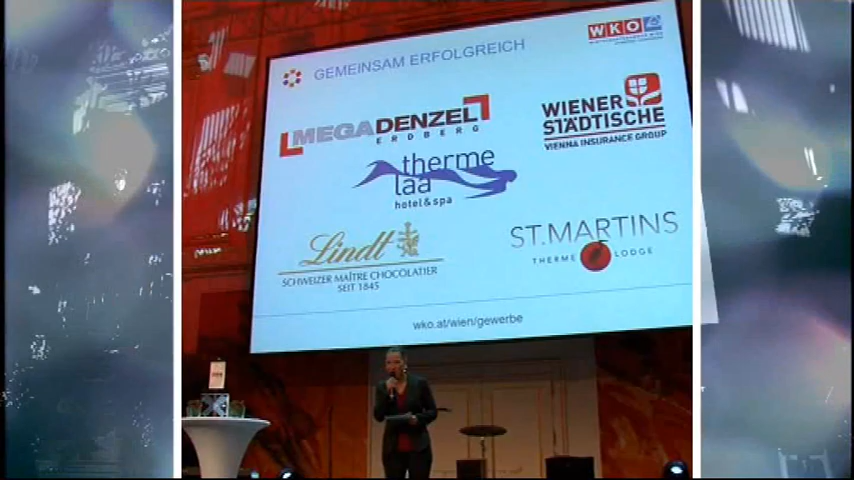 GEMEINSAM ERFOLGREICH
WKO
MEGADENZEL
ERDBERG
WIENER
STÄDTISCHE
VIENNA INSURANCE GROUP
therme
laa
hotel & spa
Lindt
SCHWEIZER MAÎTRE CHOCOLATIER
SEIT 1845
ST. MARTINS
THERME LODGE
wko.at/wien/gewerbe